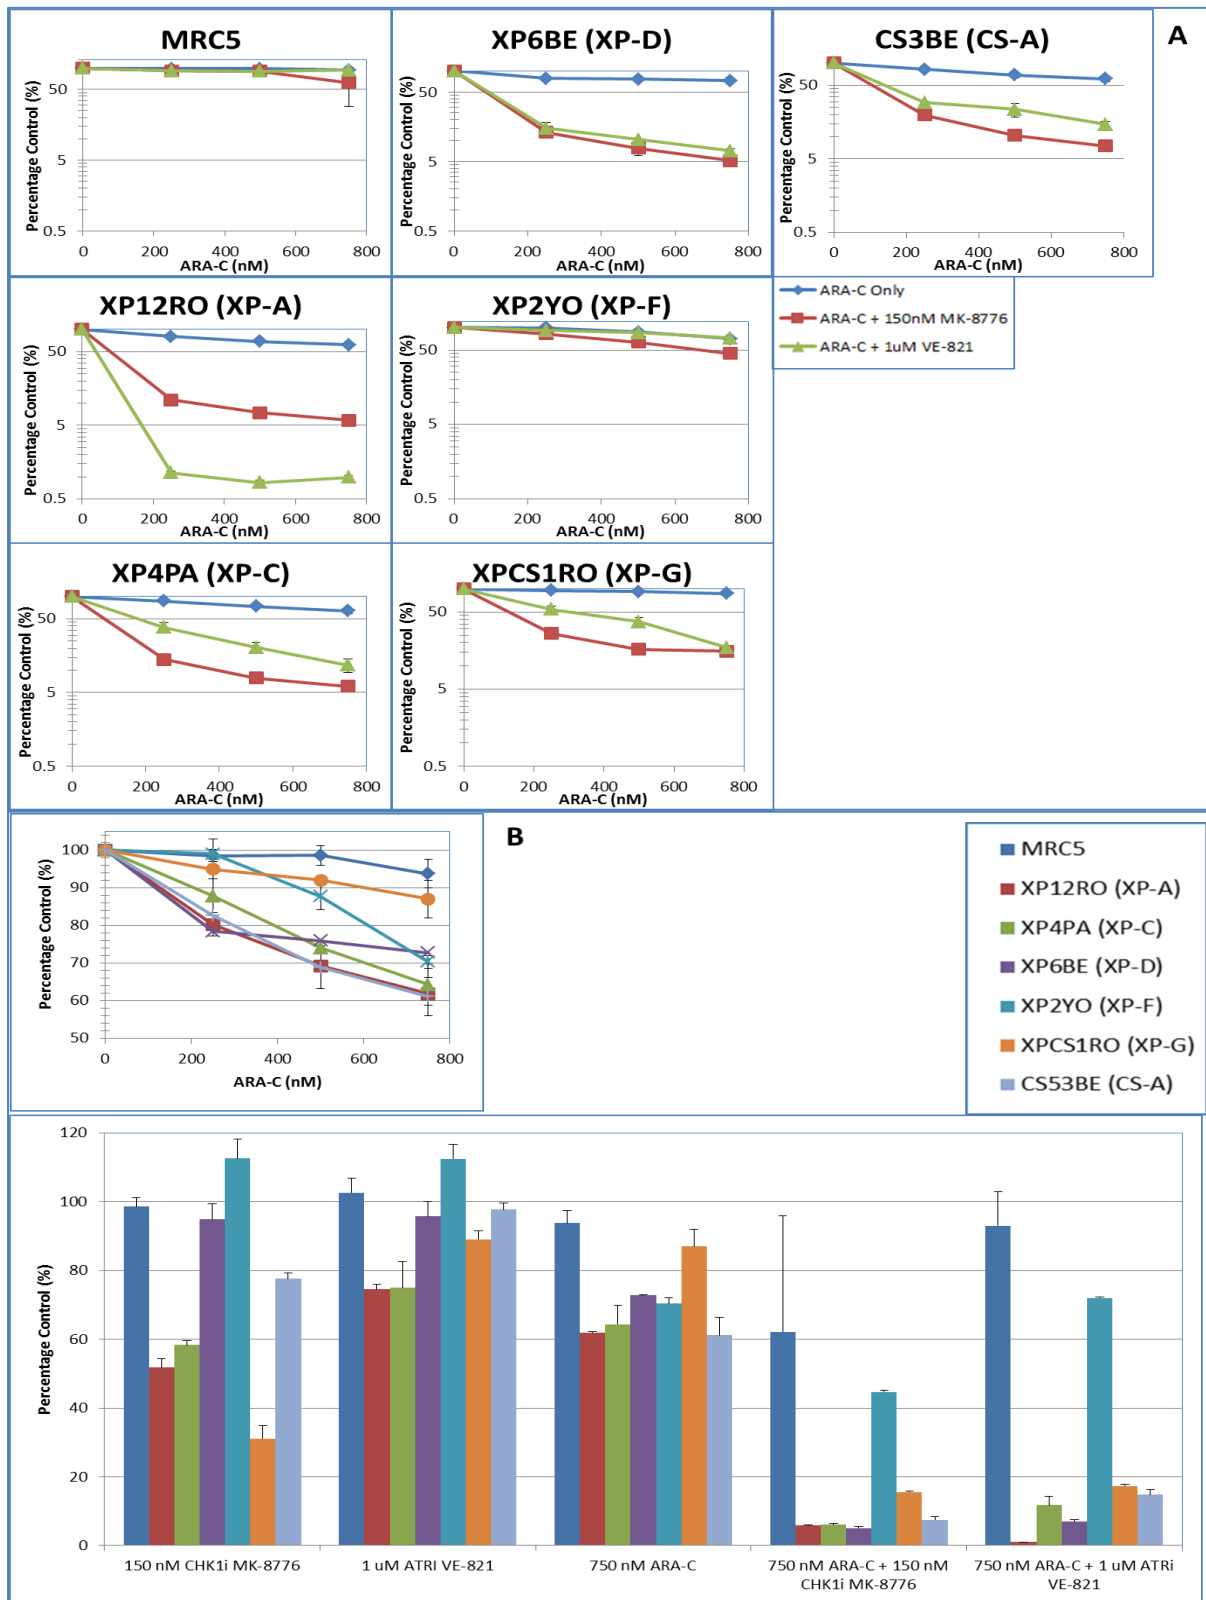 A
MRC5
Percentage Control (%)
50
5
0.5
0 200 400 600 800
ARA-C (nM)
XP6BE (XP-D)
Percentage Control (%)
50
5
0.5
0 200 400 600 800
ARA-C (nM)
CS3BE (CS-A)
Percentage Control (%)
50
5
0.5
0 200 400 600 800
ARA-C (nM)
XP12RO (XP-A)
Percentage Control (%)
50
5
0.5
0 200 400 600 800
ARA-C (nM)
XP2YO (XP-F)
Percentage Control (%)
50
5
0.5
0 200 400 600 800
ARA-C (nM)
ARA-C Only
ARA-C + 150nM MK-8776
ARA-C + 1uM VE-821
XP4PA (XP-C)
Percentage Control (%)
50
5
0.5
0 200 400 600 800
ARA-C (nM)
XPCS1RO (XP-G)
Percentage Control (%)
50
5
0.5
0 200 400 600 800
ARA-C (nM)
B
Percentage Control (%)
100
90
80
70
60
50
0 200 400 600 800
ARA-C (nM)
MRC5
XP12RO (XP-A)
XP4PA (XP-C)
XP6BE (XP-D)
XP2YO (XP-F)
XPCS1RO (XP-G)
CS53BE (CS-A)
Percentage Control (%)
120
100
80
60
40
20
0
150 nM CHK1i MK-8776
1 uM ATRI VE-821
750 nM ARA-C
750 nM ARA-C + 150 nM
CHK1i MK-8776
750 nM ARA-C + 1 uM ATRi
VE-821